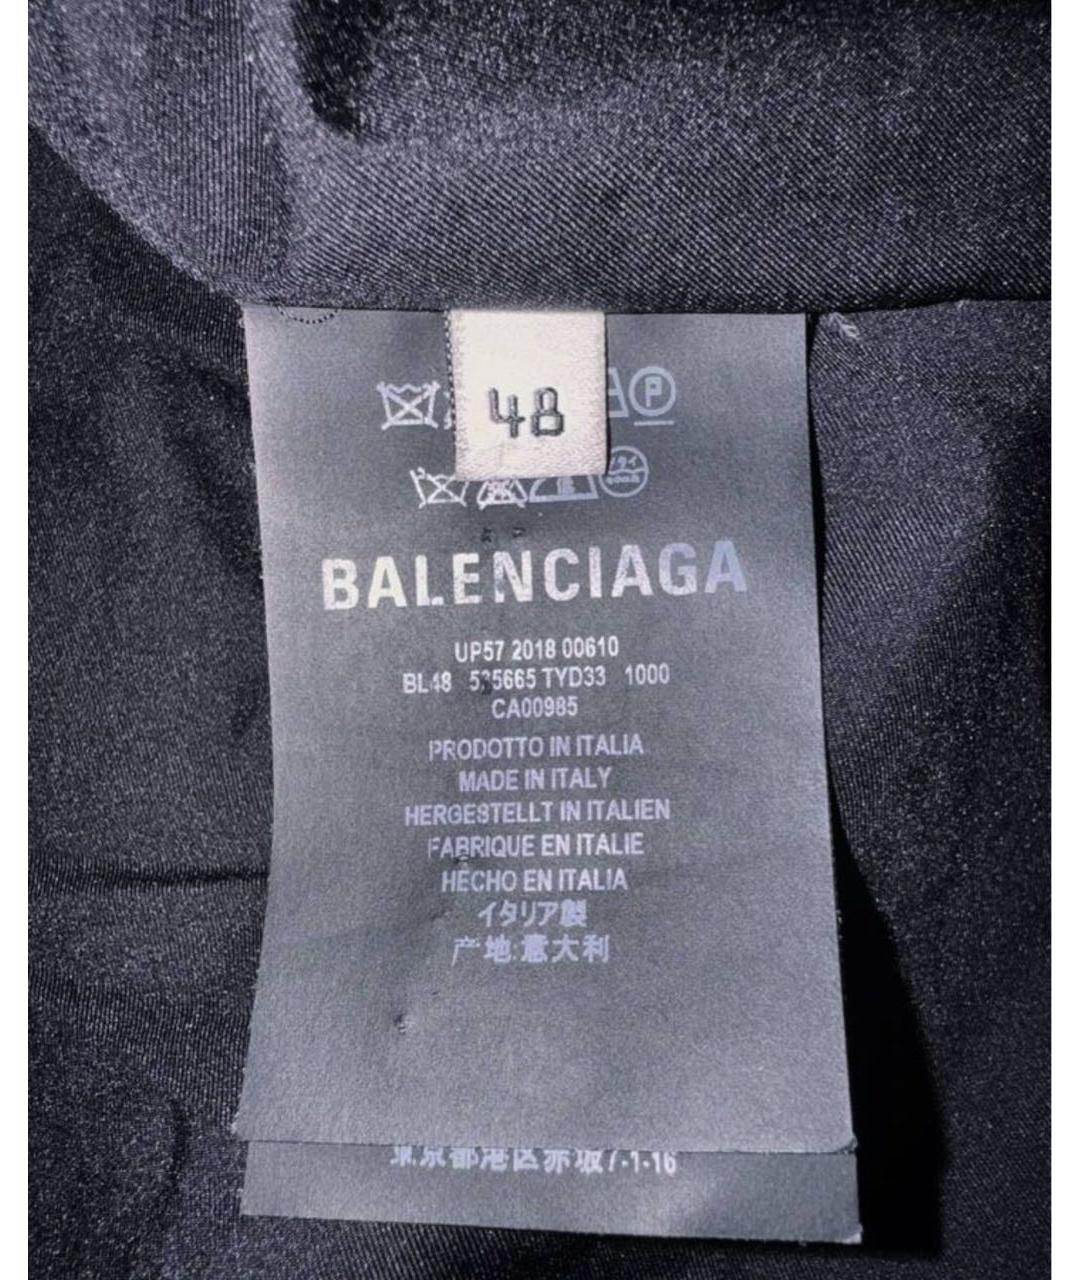 48
P
BALENCIAGA
UP57 2018 00610
BL48 535665 TYD33 1000
CA00985
PRODOTTO IN ITALIA
MADE IN ITALY
HERGESTELLT IN ITALIEN
FABRIQUE EN ITALIE
HECHO EN ITALIA
イタリア製
产地:意大利
東京都港区赤坂7-1-16